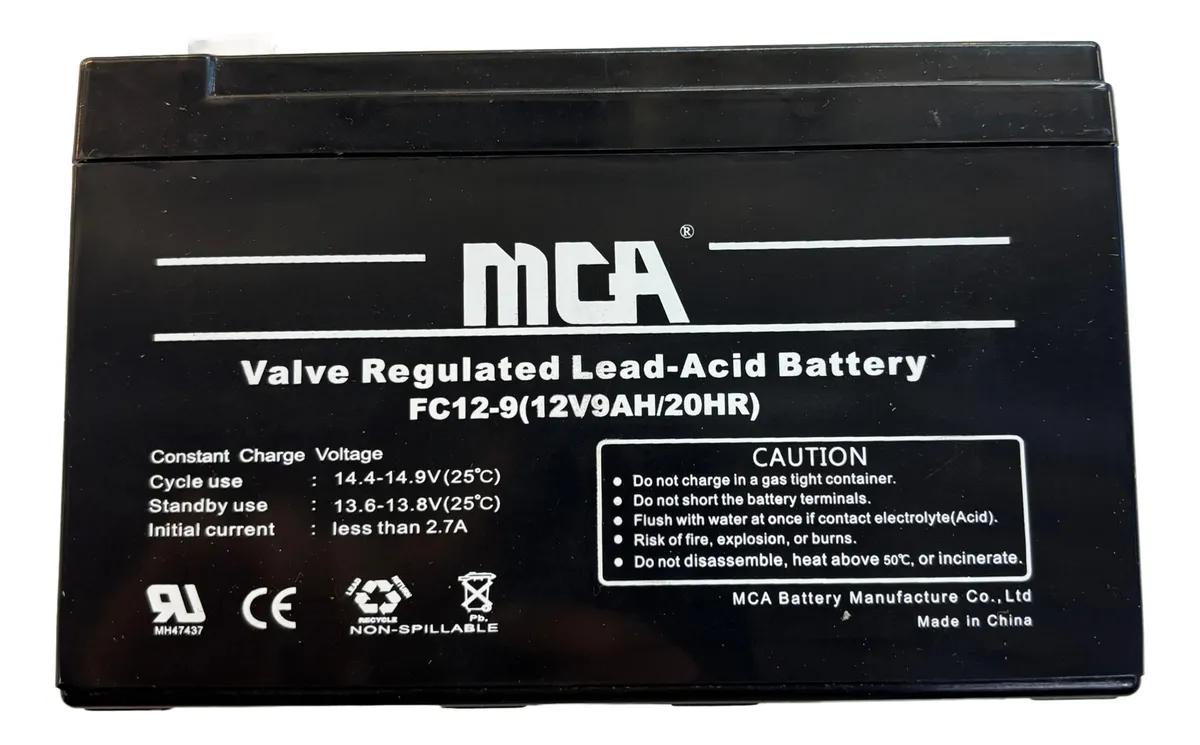 MCA®
Valve Regulated Lead-Acid Battery
FC12-9(12V9AH/20HR)
Constant Charge Voltage
Cycle use : 14.4-14.9V(25℃)
Standby use : 13.6-13.8V(25℃)
Initial current : less than 2.7A
CAUTION
● Do not charge in a gas tight container.
● Do not short the battery terminals.
● Flush with water at once if contact electrolyte(Acid).
● Risk of fire, explosion, or burns.
● Do not disassemble, heat above 50℃, or incinerate.
MH47437
CE
LEAD
BATTERY
RECYCLE
Pb.
NON-SPILLABLE
MCA Battery Manufacture Co.,Ltd
Made in China